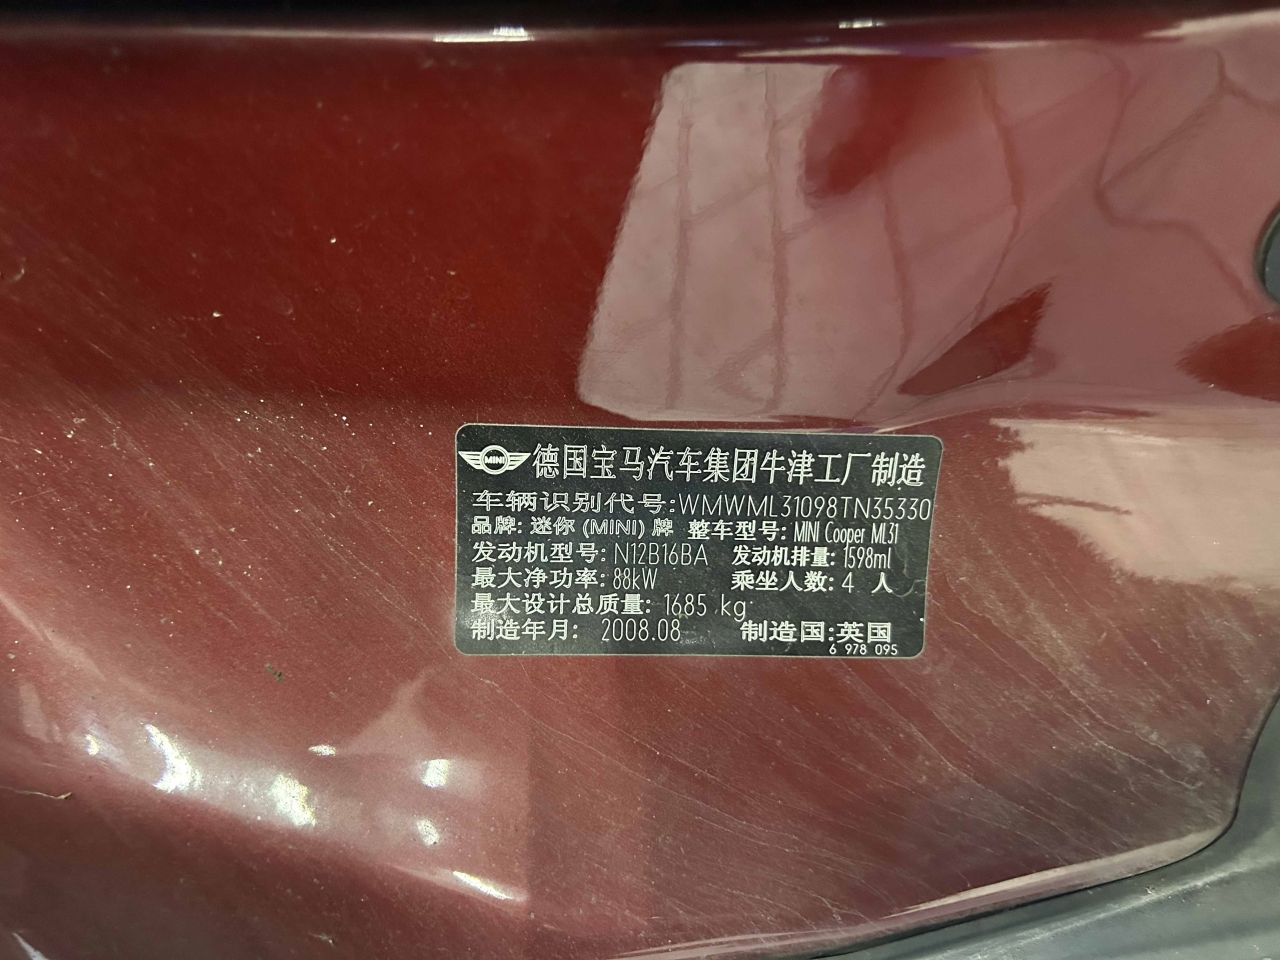 MINI 德国宝马汽车集团牛津工厂制造
车辆识别代号:WMWML31098TN35330
品牌: 迷你 (MINI) 牌 整车型号: MINI Cooper ML31
发动机型号: N12B16BA 发动机排量: 1598ml
最大净功率: 88kW 乘坐人数: 4 人
最大设计总质量: 1685 kg
制造年月: 2008.08 制造国:英国
6 978 095